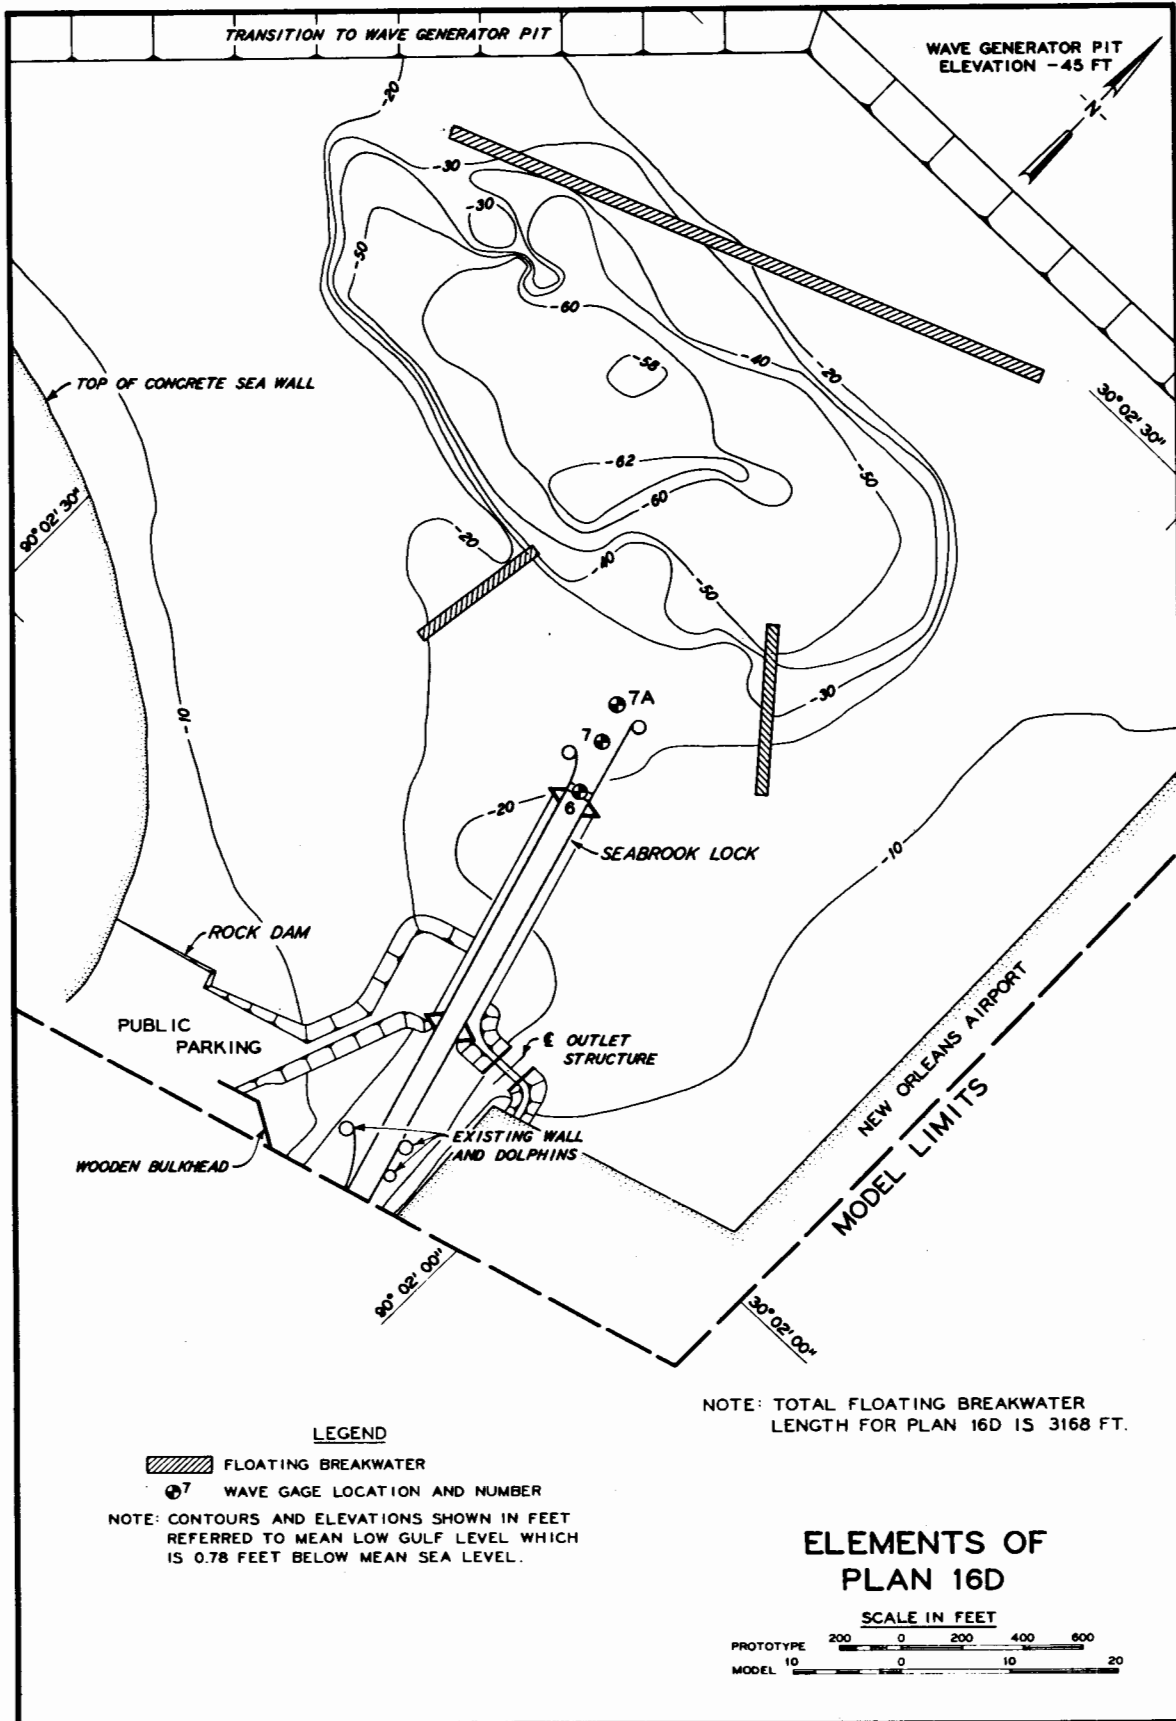 TRANSITION TO WAVE GENERATOR PIT
WAVE GENERATOR PIT
ELEVATION -45 FT
N
-20
-30
-30
-50
-60
-58
-40
-20
TOP OF CONCRETE SEA WALL
30° 02' 30"
-62
-60
-50
90° 02' 30"
-20
-40
-50
-30
-10
7A
7
6
-20
SEABROOK LOCK
-10
ROCK DAM
PUBLIC
PARKING
℄ OUTLET
STRUCTURE
NEW ORLEANS AIRPORT
MODEL LIMITS
EXISTING WALL
AND DOLPHINS
WOODEN BULKHEAD
90° 02' 00"
30° 02' 00"
NOTE: TOTAL FLOATING BREAKWATER
LENGTH FOR PLAN 16D IS 3168 FT.
LEGEND
FLOATING BREAKWATER
7 WAVE GAGE LOCATION AND NUMBER
NOTE: CONTOURS AND ELEVATIONS SHOWN IN FEET
REFERRED TO MEAN LOW GULF LEVEL WHICH
IS 0.78 FEET BELOW MEAN SEA LEVEL.
ELEMENTS OF
PLAN 16D
SCALE IN FEET
PROTOTYPE 200 0 200 400 600
MODEL 10 0 10 20